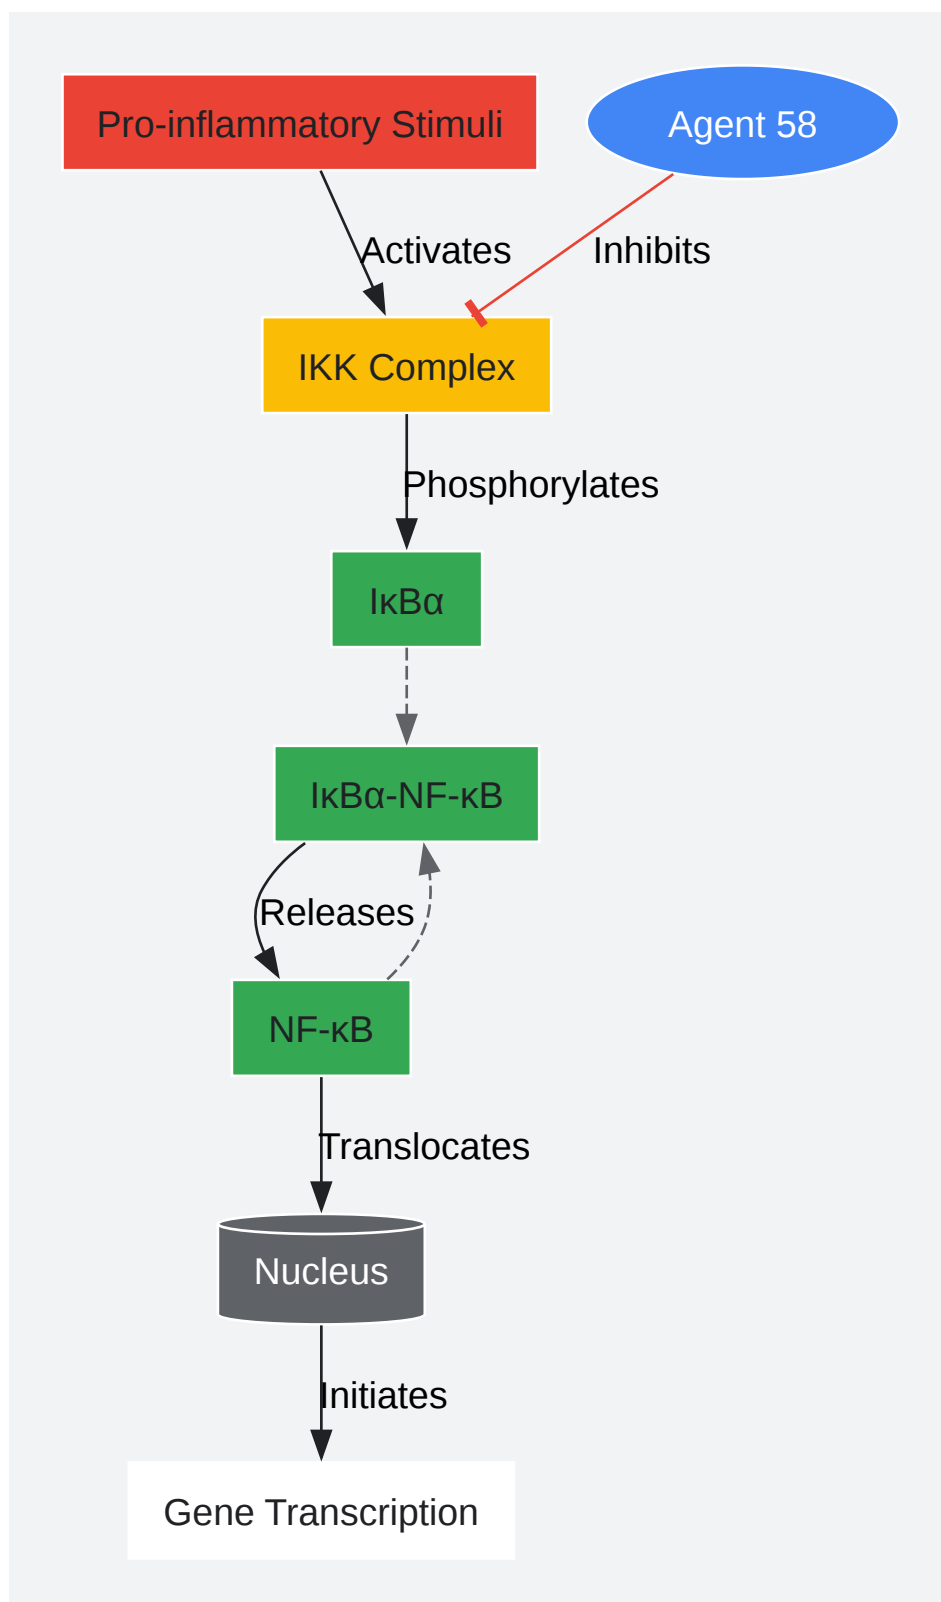 Pro-inflammatory Stimuli
Agent 58
Activates
Inhibits
IKK Complex
Phosphorylates
IκBα
IκBα-NF-κB
Releases
NF-κB
Translocates
Nucleus
Initiates
Gene Transcription